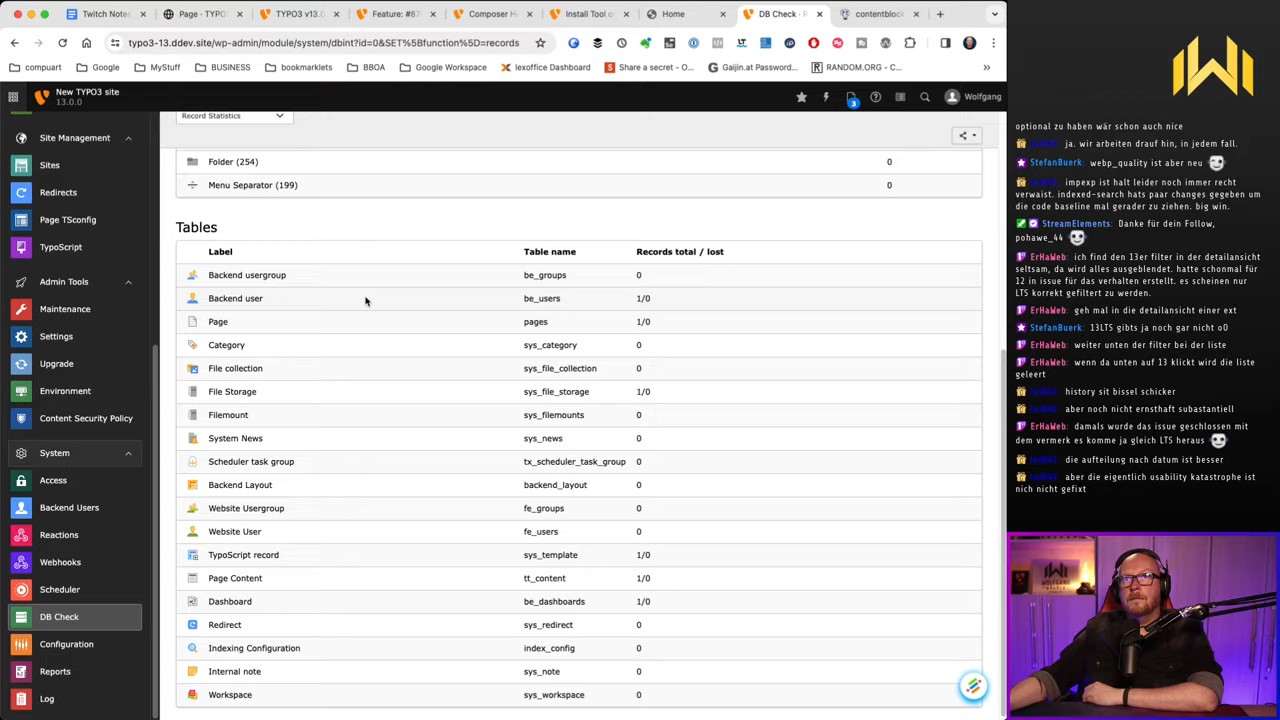 Twitch Notes
Page · TYPO
TYPO3 v13.0
Feature: #87
Composer H
Install Tool o
Home
DB Check · R
contentblock
typo3-13.ddev.site/wp-admin/module/system/dbint?id=0&SET%5Bfunction%5D=records
compuart
Google
MyStuff
BUSINESS
bookmarklets
BBOA
Google Workspace
lexoffice Dashboard
Share a secret - O...
Gaijin.at Password...
RANDOM.ORG - C...
»
New TYPO3 site
13.0.0
3
Wolfgang
Site Management
Sites
Redirects
Page TSconfig
TypoScript
Admin Tools
Maintenance
Settings
Upgrade
Environment
Content Security Policy
System
Access
Backend Users
Reactions
Webhooks
Scheduler
DB Check
Configuration
Reports
Log
Record Statistics
Folder (254) 0
Menu Separator (199) 0
Tables
Label Table name Records total / lost
Backend usergroup be_groups 0
Backend user be_users 1/0
Page pages 1/0
Category sys_category 0
File collection sys_file_collection 0
File Storage sys_file_storage 1/0
Filemount sys_filemounts 0
System News sys_news 0
Scheduler task group tx_scheduler_task_group 0
Backend Layout backend_layout 0
Website Usergroup fe_groups 0
Website User fe_users 0
TypoScript record sys_template 1/0
Page Content tt_content 1/0
Dashboard be_dashboards 1/0
Redirect sys_redirect 0
Indexing Configuration index_config 0
Internal note sys_note 0
Workspace sys_workspace 0
optional zu haben wär schon auch nice
ja. wir arbeiten drauf hin, in jedem fall.
StefanBuerk: webp_quality ist aber neu
impexp ist halt leider noch immer recht
verwaist. indexed-search hats paar changes gegeben um
die code baseline mal gerader zu ziehen. big win.
StreamElements: Danke für dein Follow,
pohawe_44
ErHaWeb: ich find den 13er filter in der detailansicht
seltsam, da wird alles ausgeblendet. hatte schonmal für
12 in issue für das verhalten erstellt. es scheinen nur
LTS korrekt gefiltert zu werden.
ErHaWeb: geh mal in die detailansicht einer ext
StefanBuerk: 13LTS gibts ja noch gar nicht oO
ErHaWeb: weiter unten der filter bei der liste
ErHaWeb: wenn da unten auf 13 klickt wird die liste
geleert
history sit bissel schicker
aber noch nicht ernsthaft subastantiell
ErHaWeb: damals wurde das issue geschlossen mit
dem vermerk es komme ja gleich LTS heraus
die aufteilung nach datum ist besser
aber die eigentlich usability katastrophe ist
nich nicht gefixt